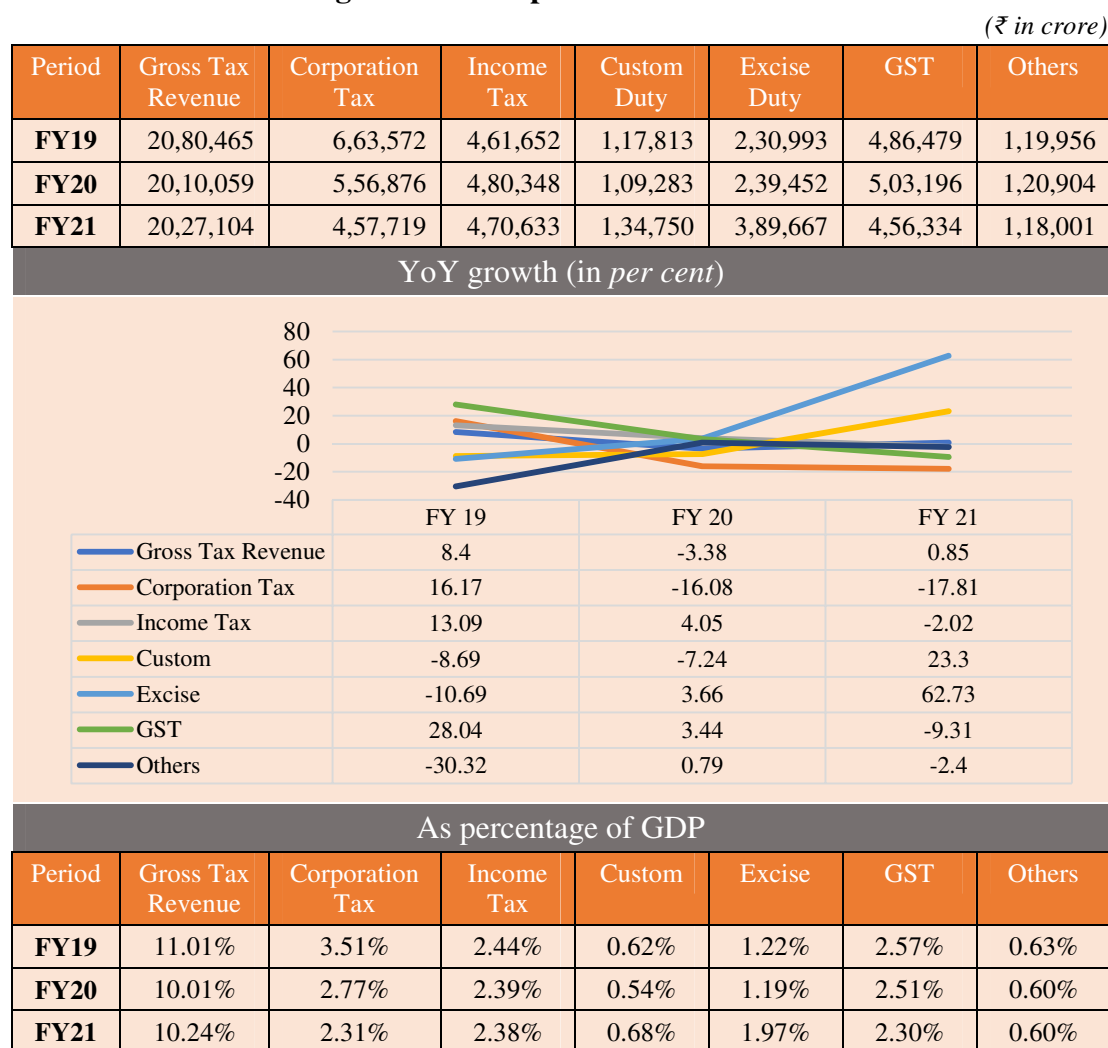 (₹ in crore)
Period Gross Tax Revenue Corporation Tax Income Tax Custom Duty Excise Duty GST Others
FY19 20,80,465 6,63,572 4,61,652 1,17,813 2,30,993 4,86,479 1,19,956
FY20 20,10,059 5,56,876 4,80,348 1,09,283 2,39,452 5,03,196 1,20,904
FY21 20,27,104 4,57,719 4,70,633 1,34,750 3,89,667 4,56,334 1,18,001
YoY growth (in per cent)
80
60
40
20
0
-20
-40
FY 19 FY 20 FY 21
Gross Tax Revenue 8.4 -3.38 0.85
Corporation Tax 16.17 -16.08 -17.81
Income Tax 13.09 4.05 -2.02
Custom -8.69 -7.24 23.3
Excise -10.69 3.66 62.73
GST 28.04 3.44 -9.31
Others -30.32 0.79 -2.4
As percentage of GDP
Period Gross Tax Revenue Corporation Tax Income Tax Custom Excise GST Others
FY19 11.01% 3.51% 2.44% 0.62% 1.22% 2.57% 0.63%
FY20 10.01% 2.77% 2.39% 0.54% 1.19% 2.51% 0.60%
FY21 10.24% 2.31% 2.38% 0.68% 1.97% 2.30% 0.60%